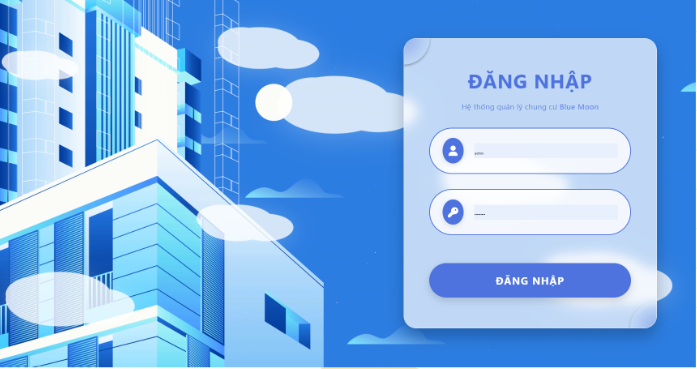 ĐĂNG NHẬP
Hệ thống quản lý chung cư Blue Moon
ĐĂNG NHẬP